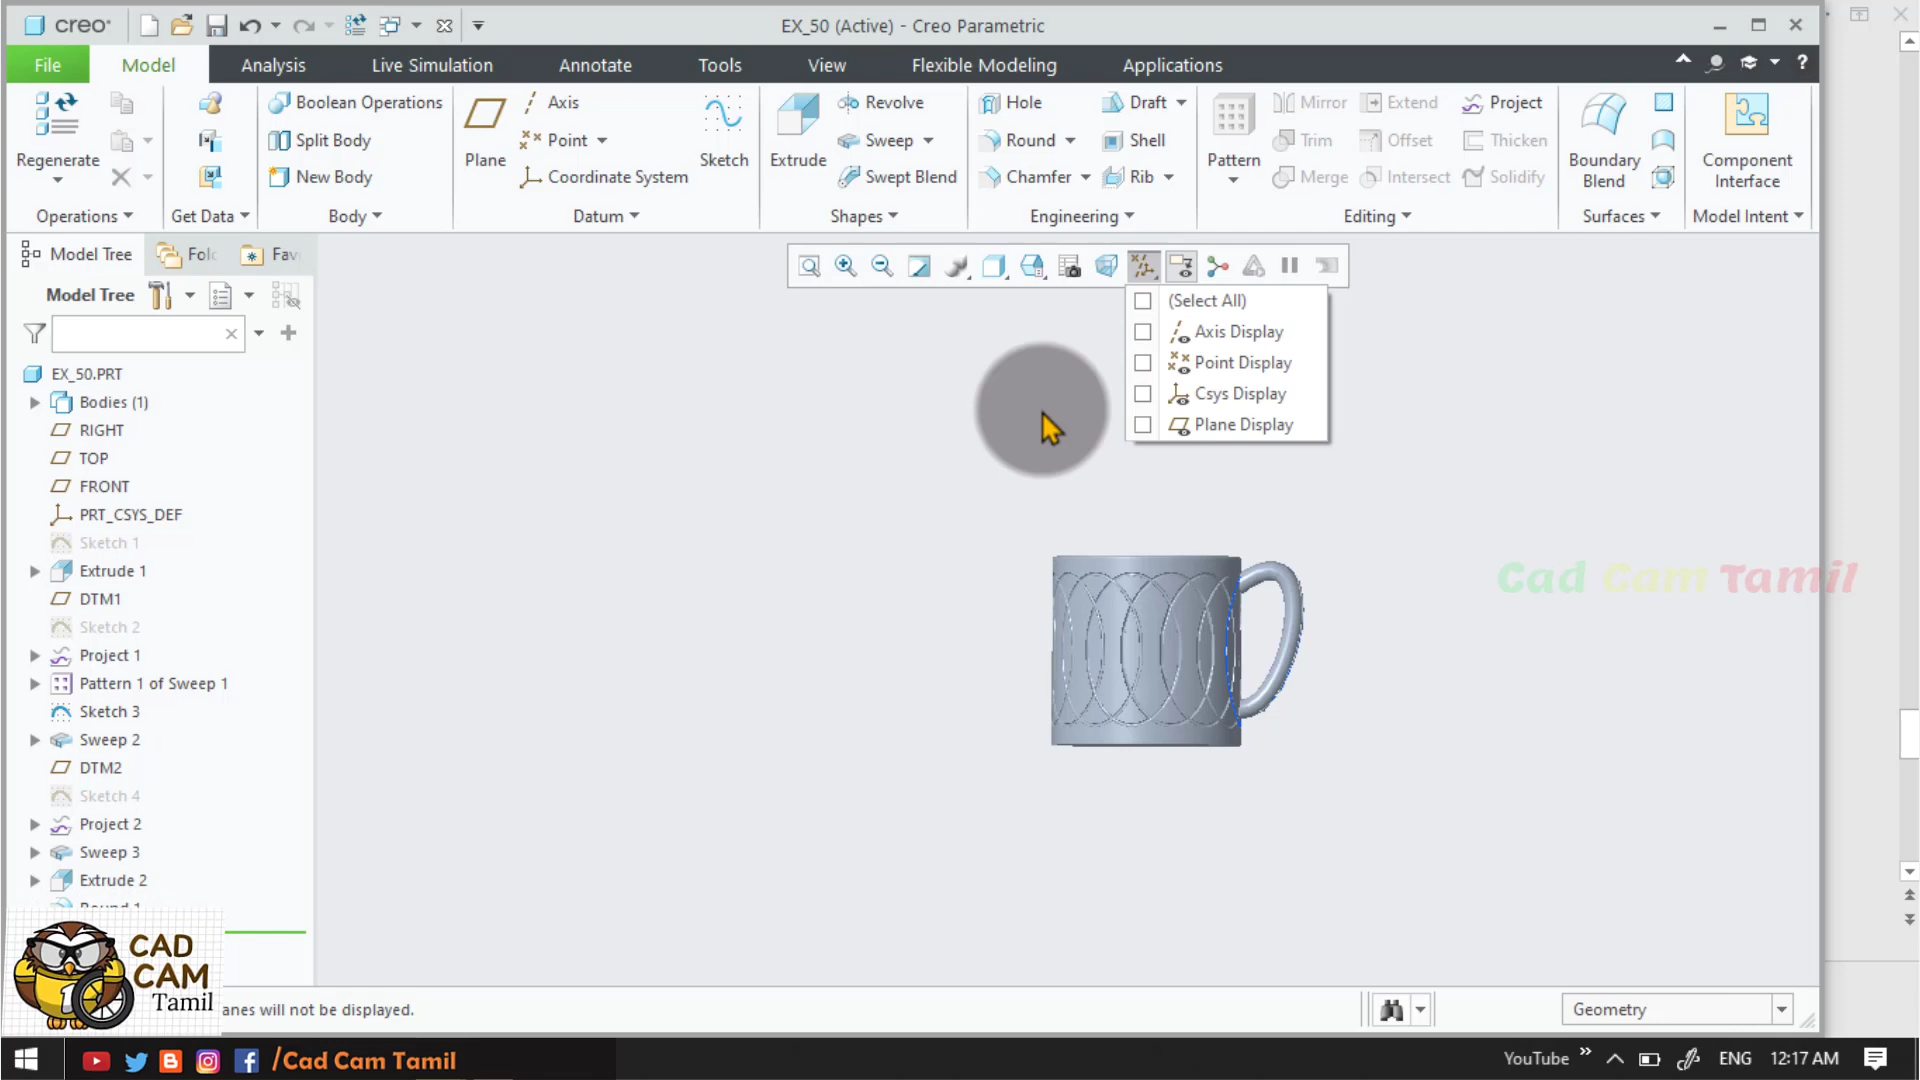 creo
EX_50 (Active) - Creo Parametric
File
Model
Analysis
Live Simulation
Annotate
Tools
View
Flexible Modeling
Applications
Regenerate
Operations
Get Data
Boolean Operations
Split Body
New Body
Body
Plane
Axis
Point
Coordinate System
Sketch
Datum
Extrude
Revolve
Sweep
Swept Blend
Shapes
Hole
Round
Chamfer
Draft
Shell
Rib
Engineering
Pattern
Mirror
Trim
Merge
Extend
Offset
Intersect
Project
Thicken
Solidify
Editing
Boundary
Blend
Surfaces
Component
Interface
Model Intent
Model Tree
Fol
Fav
Model Tree
EX_50.PRT
Bodies (1)
RIGHT
TOP
FRONT
PRT_CSYS_DEF
Sketch 1
Extrude 1
DTM1
Sketch 2
Project 1
Pattern 1 of Sweep 1
Sketch 3
Sweep 2
DTM2
Sketch 4
Project 2
Sweep 3
Extrude 2
Round 1
(Select All)
Axis Display
Point Display
Csys Display
Plane Display
Cad Cam Tamil
CAD
CAM
Tamil
anes will not be displayed.
Geometry
/Cad Cam Tamil
YouTube
ENG
12:17 AM